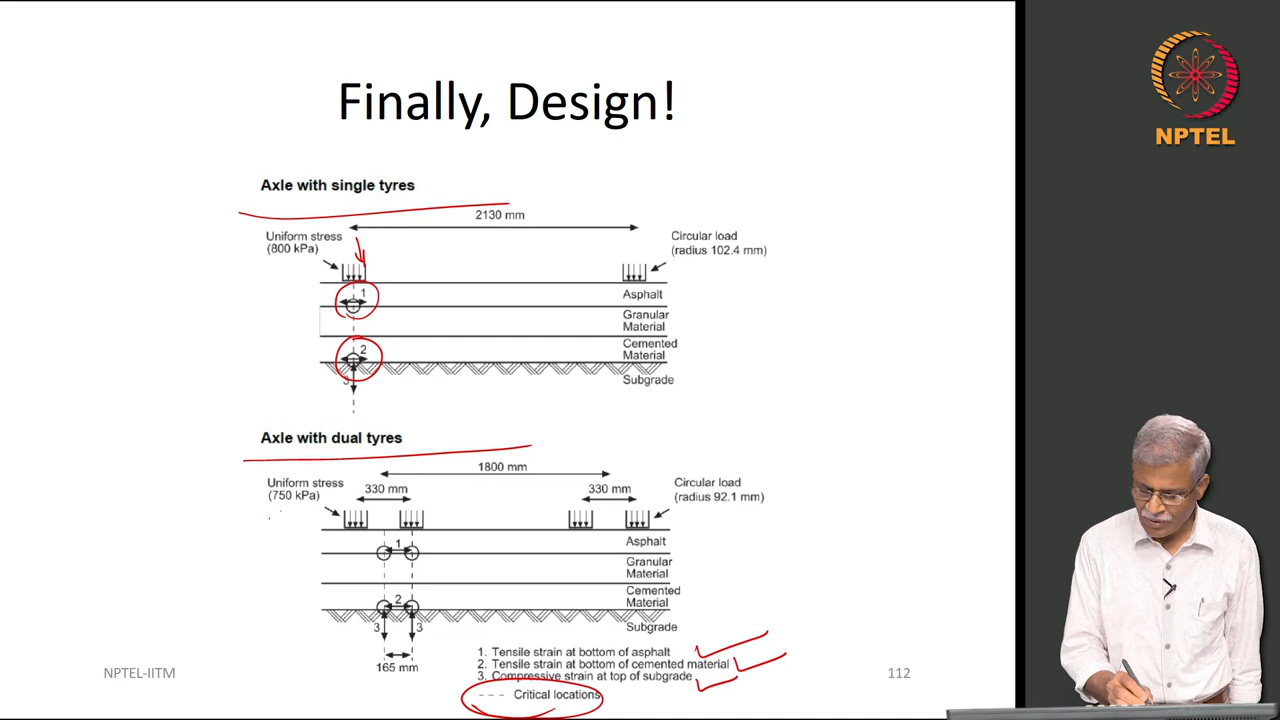 Finally, Design!
NPTEL
Axle with single tyres
2130 mm
Uniform stress
(800 kPa)
Circular load
(radius 102.4 mm)
1
Asphalt
Granular
Material
2
Cemented
Material
3
Subgrade
Axle with dual tyres
1800 mm
Uniform stress
(750 kPa)
330 mm
330 mm
Circular load
(radius 92.1 mm)
1
Asphalt
Granular
Material
2
Cemented
Material
3
3
Subgrade
165 mm
1. Tensile strain at bottom of asphalt
2. Tensile strain at bottom of cemented material
3. Compressive strain at top of subgrade
Critical locations
NPTEL-IITM
112